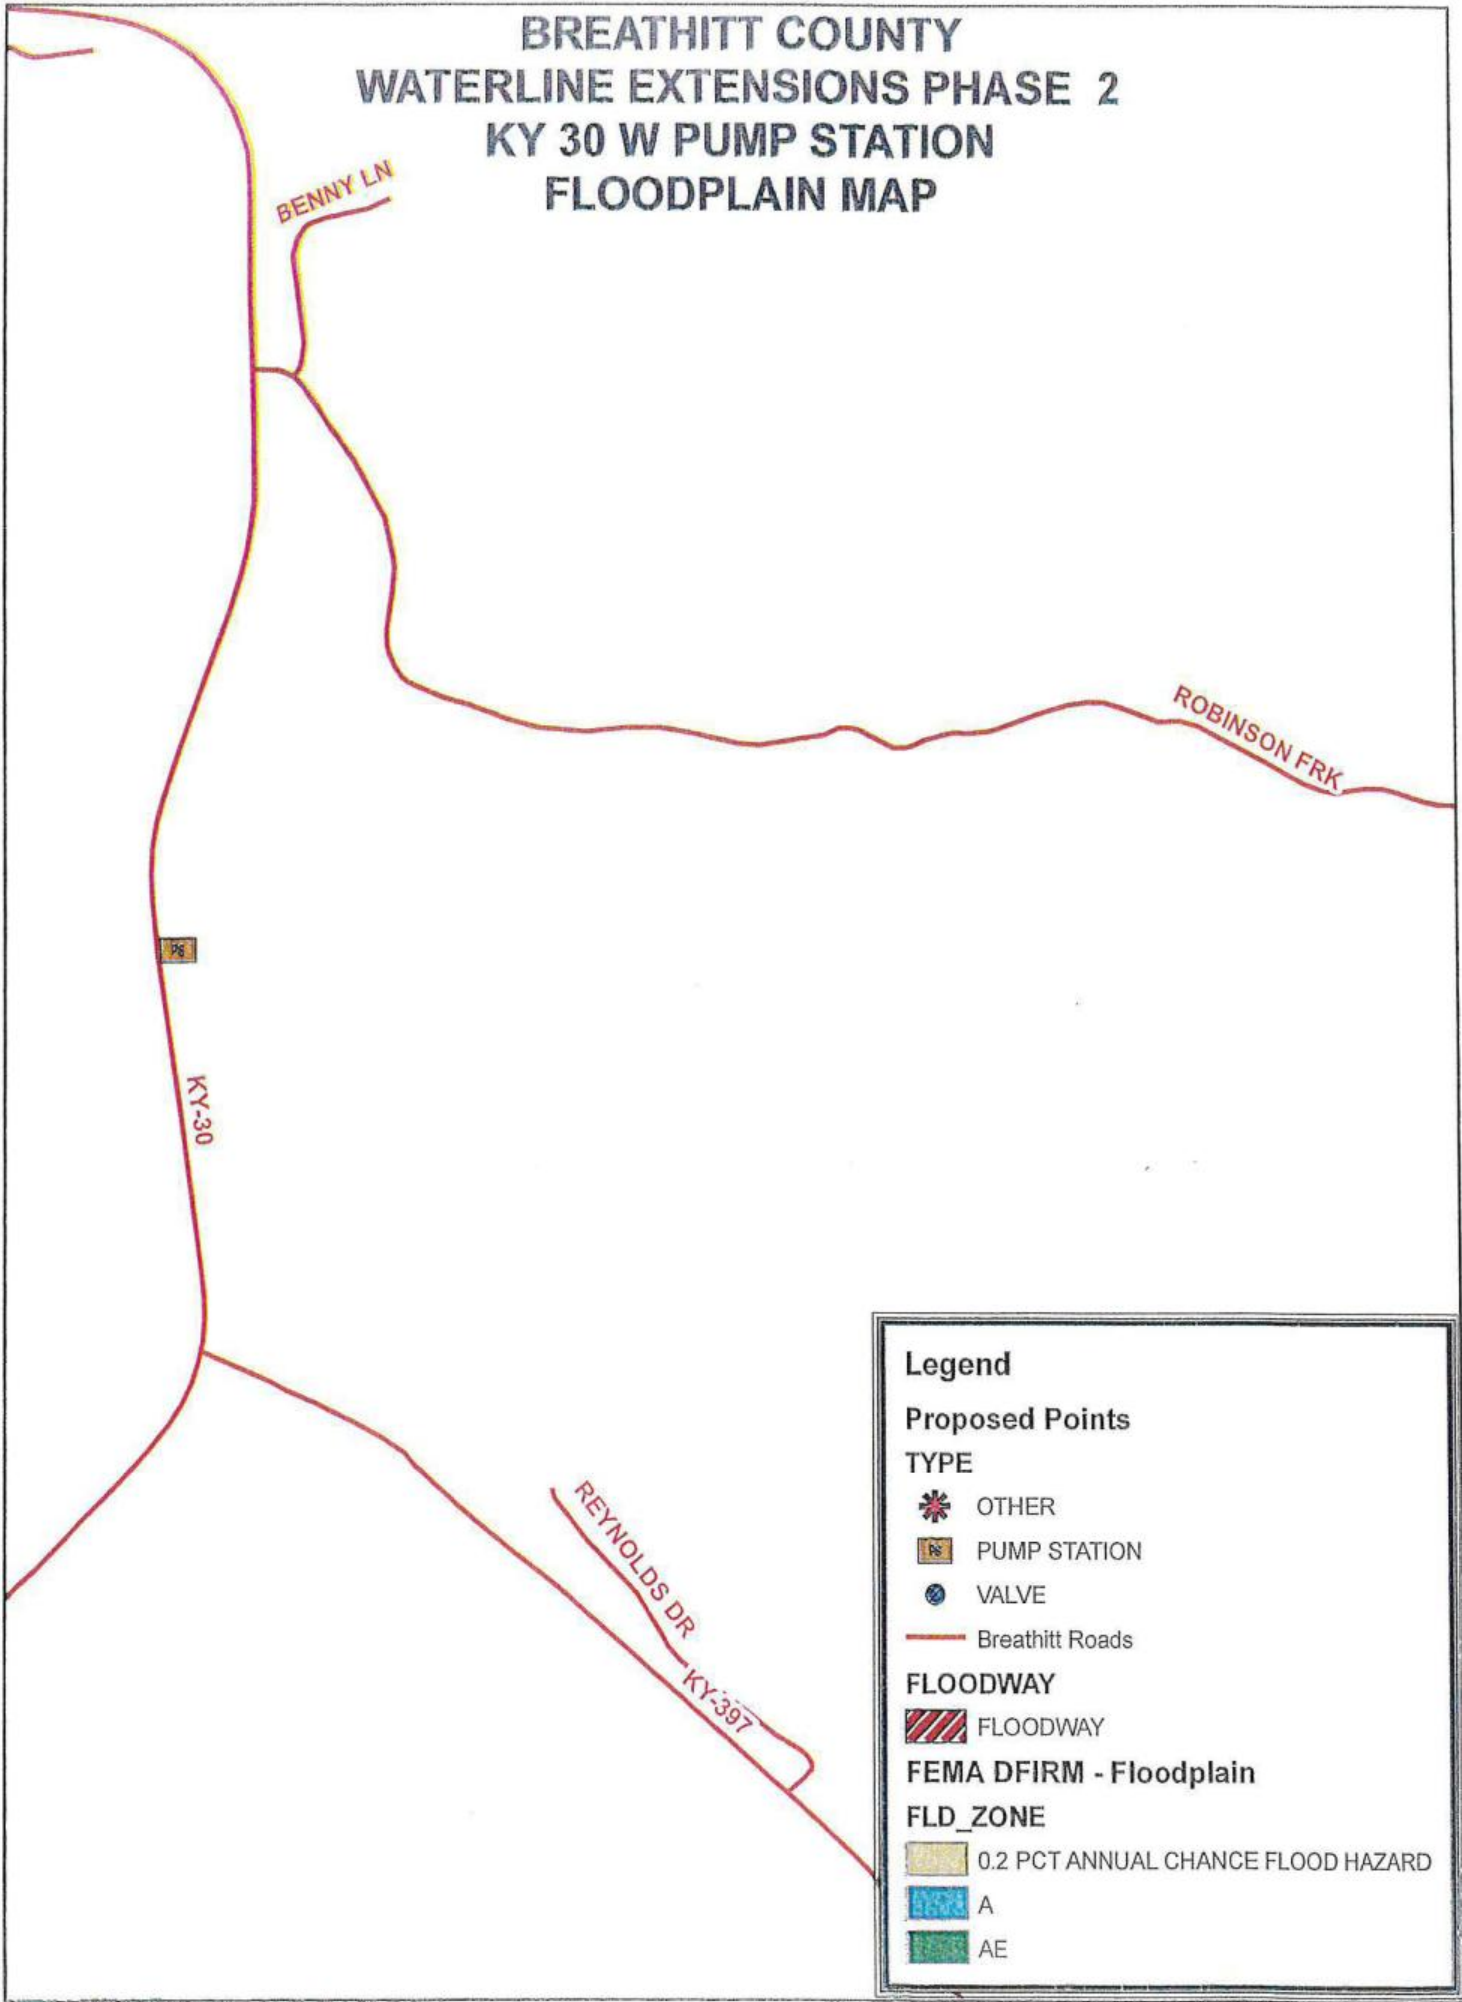 BREATHITT COUNTY
WATERLINE EXTENSIONS PHASE 2
KY 30 W PUMP STATION
FLOODPLAIN MAP
BENNY LN
ROBINSON FRK
PS
KY-30
REYNOLDS DR
KY-397
Legend
Proposed Points
TYPE
OTHER
PS PUMP STATION
VALVE
Breathitt Roads
FLOODWAY
FLOODWAY
FEMA DFIRM - Floodplain
FLD_ZONE
0.2 PCT ANNUAL CHANCE FLOOD HAZARD
A
AE